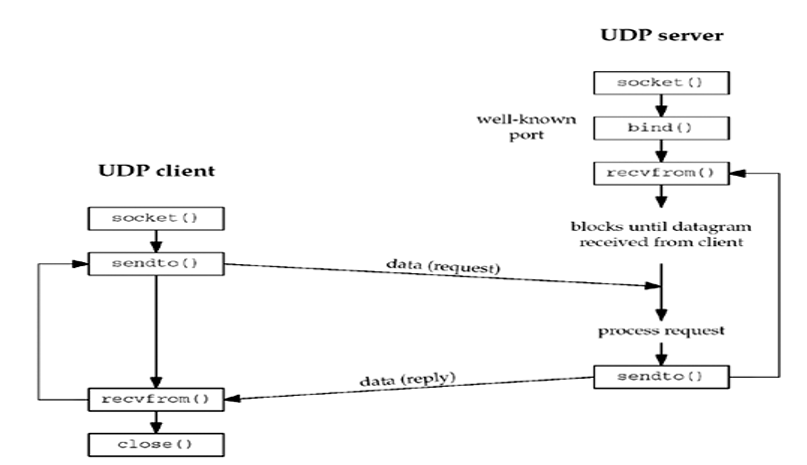 UDP server
socket()
well-known
port
bind()
recvfrom()
blocks until datagram
received from client
process request
sendto()
UDP client
socket()
sendto()
data (request)
data (reply)
recvfrom()
close()